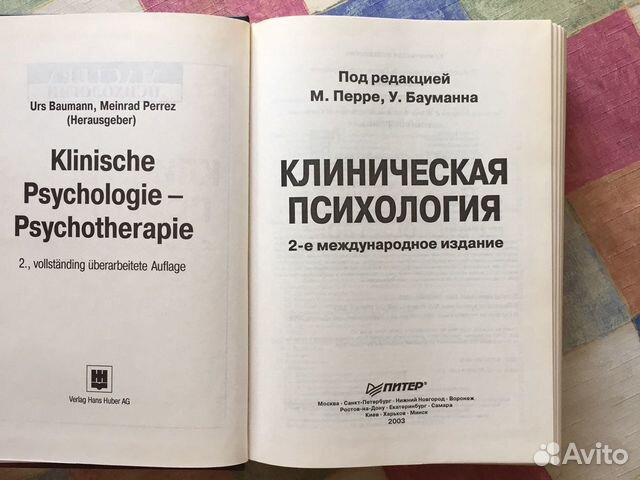 Urs Baumann, Meinrad Perrez
(Herausgeber)
Klinische
Psychologie –
Psychotherapie
2., vollständing überarbeitete Auflage
Verlag Hans Huber AG
Под редакцией
М. Перре, У. Бауманна
КЛИНИЧЕСКАЯ
ПСИХОЛОГИЯ
2-е международное издание
ПИТЕР®
Москва · Санкт-Петербург · Нижний Новгород · Воронеж
Ростов-на-Дону · Екатеринбург · Самара
Киев · Харьков · Минск
2003
Avito